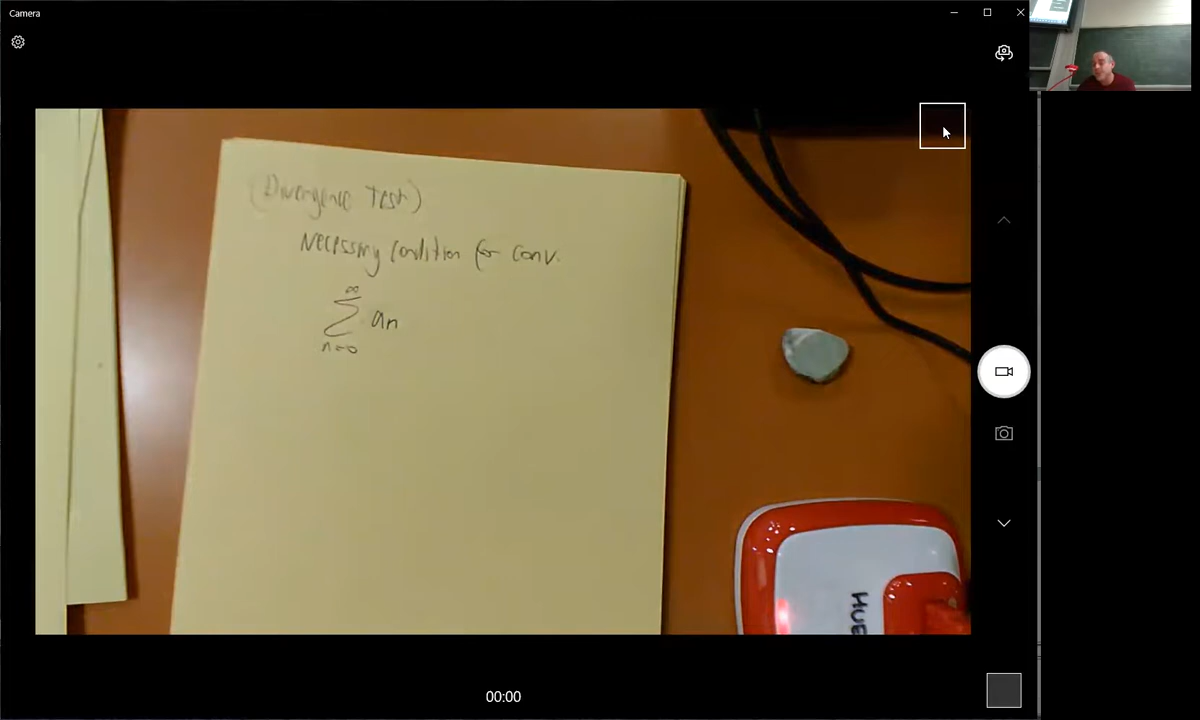 Camera
(Divergence Test)
Necessary condition for conv.
∞
∑ an
n=0
HUE
00:00